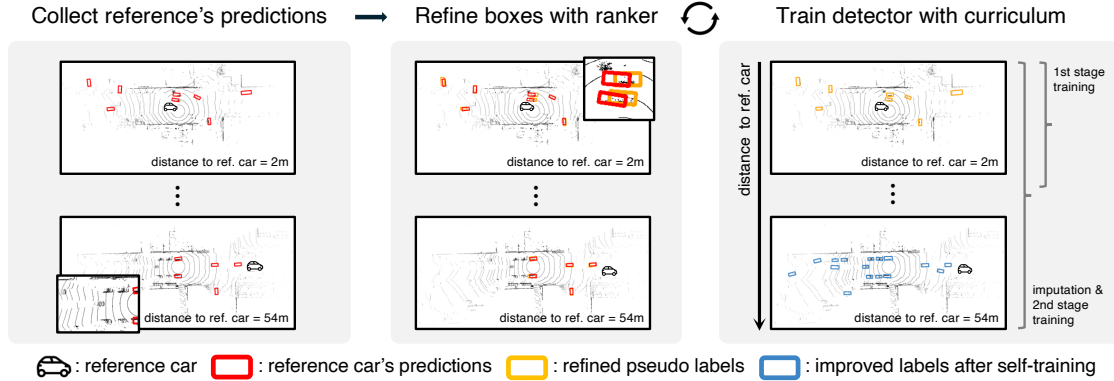 Collect reference's predictions
Refine boxes with ranker
Train detector with curriculum
distance to ref. car = 2m
distance to ref. car = 2m
distance to ref. car = 2m
distance to ref. car
1st stage
training
distance to ref. car = 54m
distance to ref. car = 54m
distance to ref. car = 54m
imputation &
2nd stage
training
: reference car
: reference car's predictions
: refined pseudo labels
: improved labels after self-training